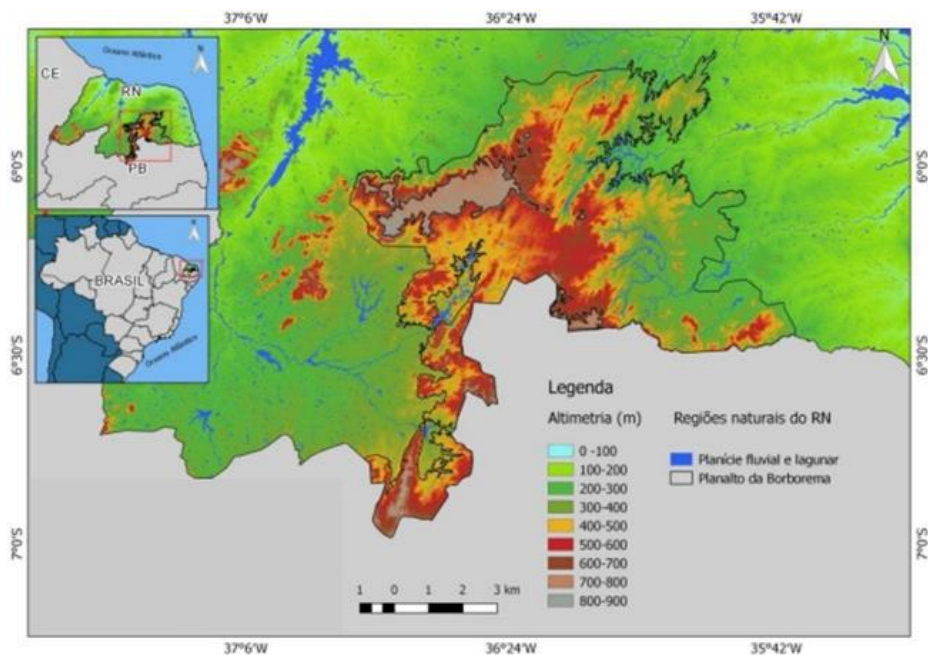 37°6'W 36°24'W 35°42'W
Oceano Atlântico
N
N
CE
RN
PB
6°0'S
6°0'S
N
BRASIL
Oceano Atlântico
6°30'S
6°30'S
Legenda
Altimetria (m)
0 -100
100-200
200-300
300-400
400-500
500-600
600-700
700-800
800-900
Regiões naturais do RN
Planície fluvial e lagunar
Planalto da Borborema
7°0'S
7°0'S
1 0 1 2 3 km
37°6'W 36°24'W 35°42'W